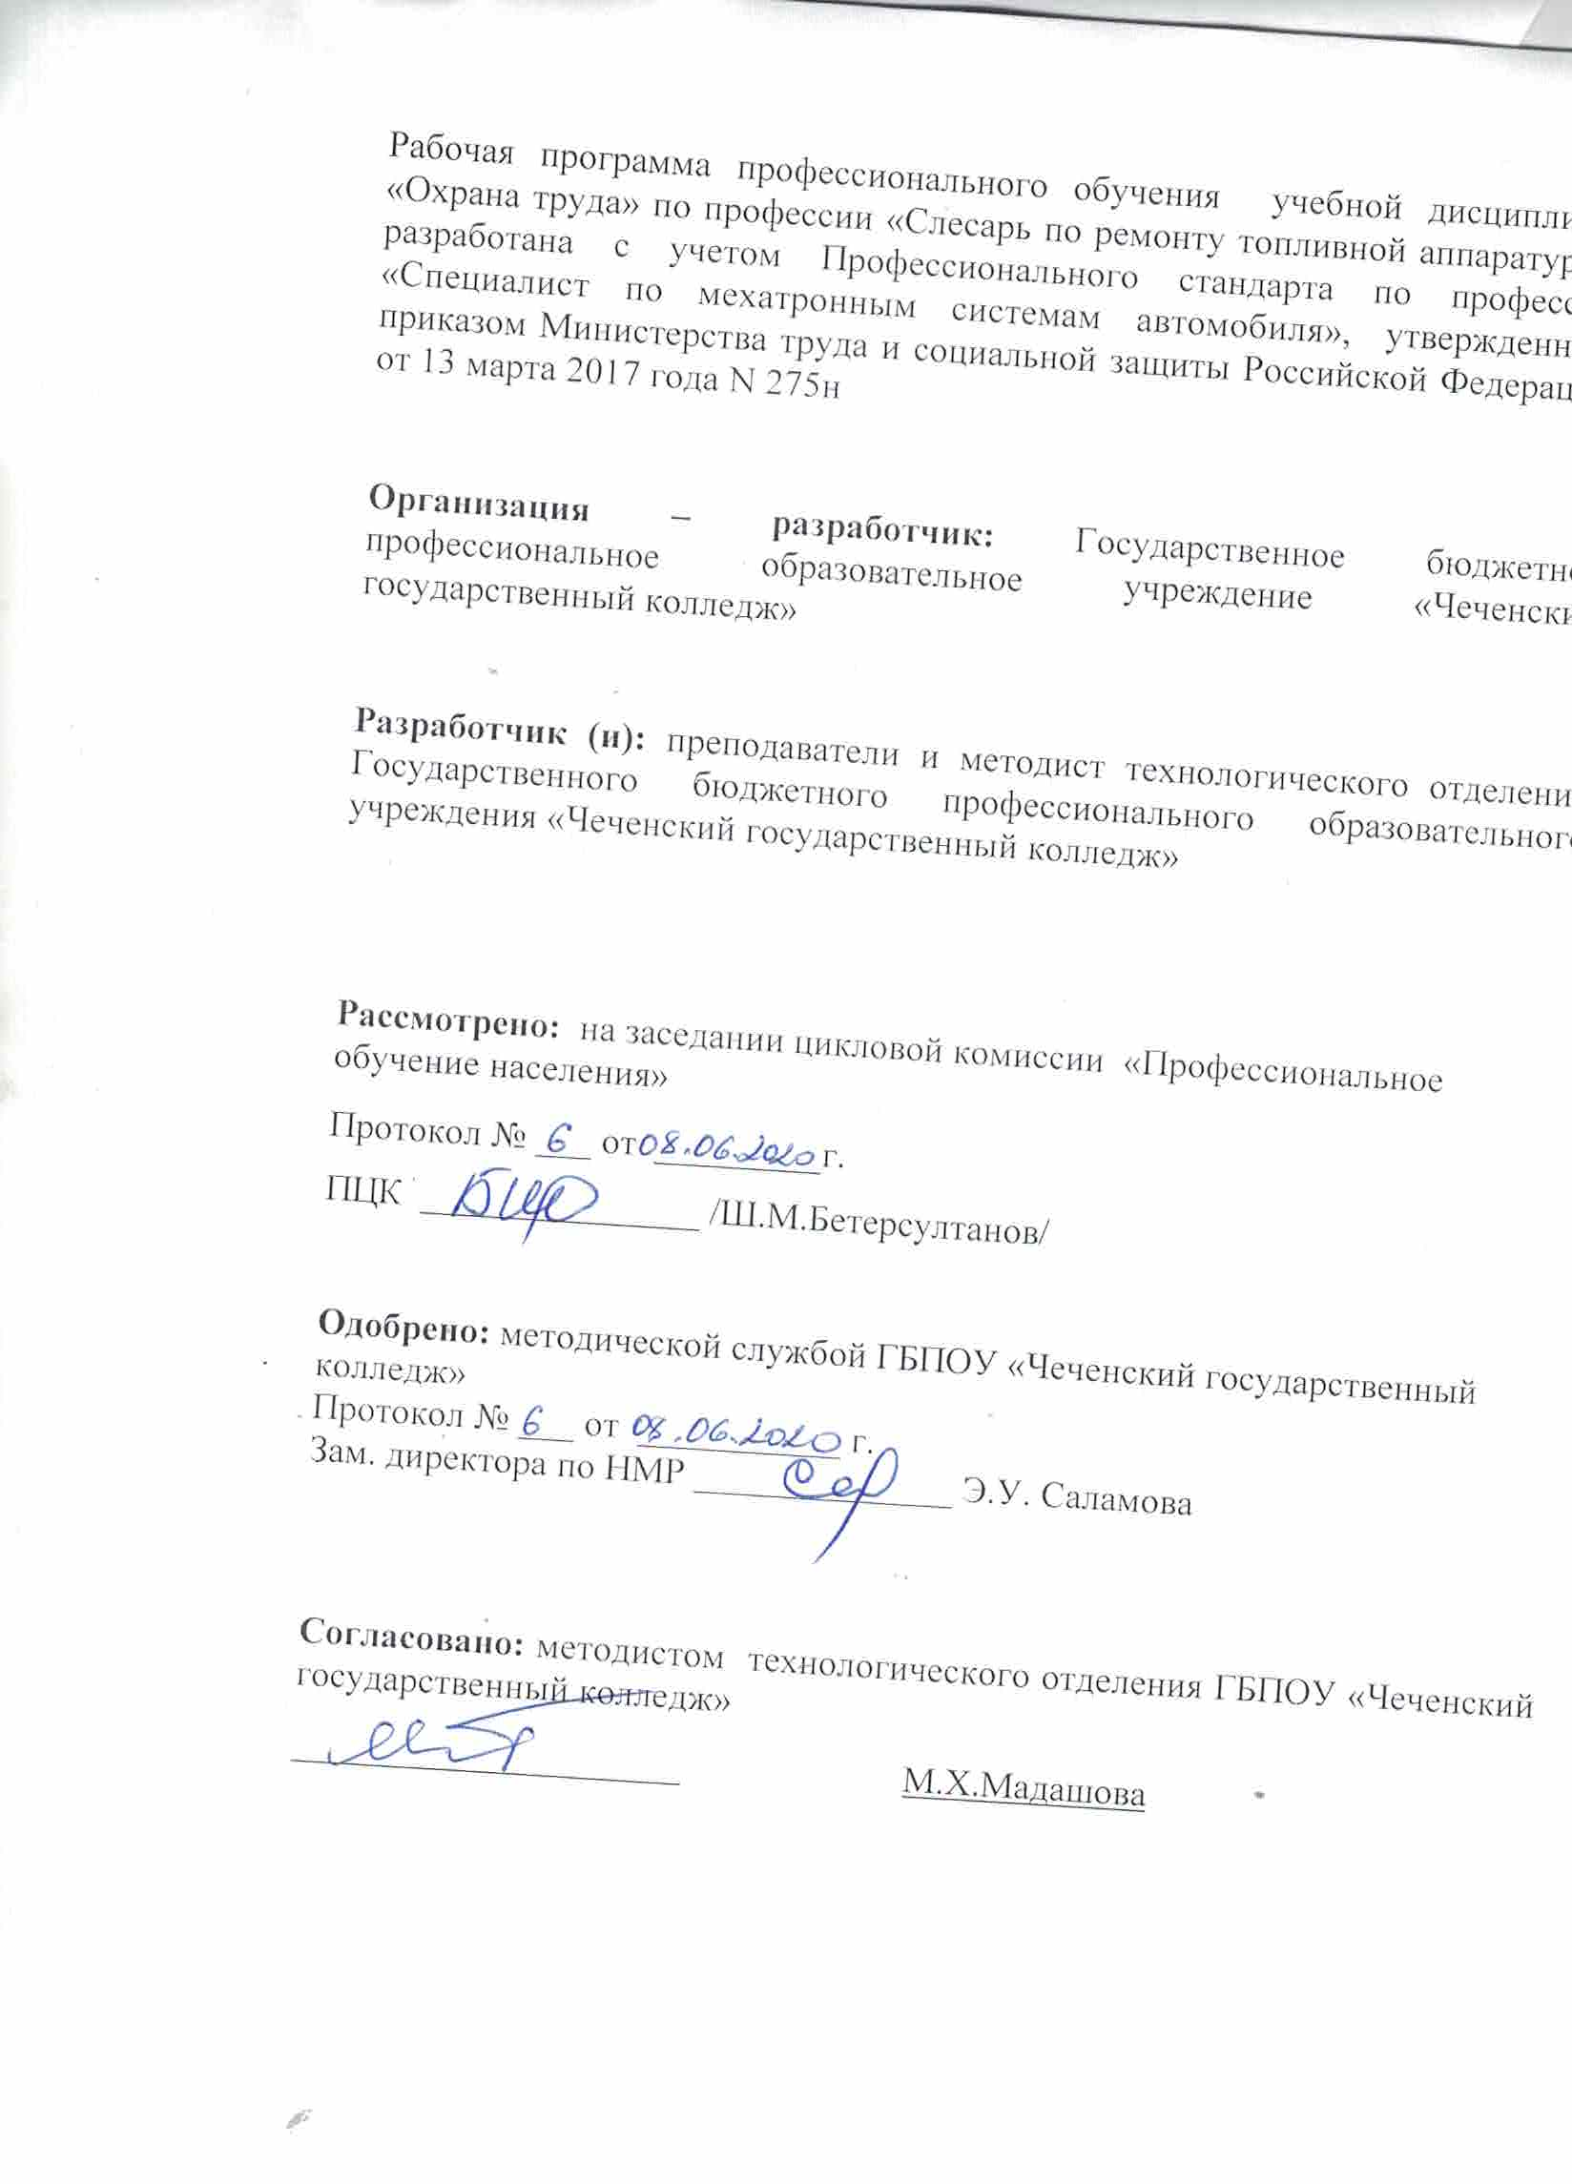 Рабочая программа профессионального обучения учебной дисципли
«Охрана труда» по профессии «Слесарь по ремонту топливной аппаратур
разработана с учетом Профессионального стандарта по професс
«Специалист по мехатронным системам автомобиля», утвержденн
приказом Министерства труда и социальной защиты Российской Федерац
от 13 марта 2017 года N 275н
Организация – разработчик: Государственное бюджетно
профессиональное образовательное учреждение «Чеченски
государственный колледж»
Разработчик (и): преподаватели и методист технологического отделени
Государственного бюджетного профессионального образовательного
учреждения «Чеченский государственный колледж»
Рассмотрено: на заседании цикловой комиссии «Профессиональное
обучение населения»
Протокол № 6 от 08.06.2020 г.
ПЦК /Ш.М.Бетерсултанов/
Одобрено: методической службой ГБПОУ «Чеченский государственный
колледж»
Протокол № 6 от 08.06.2020 г.
Зам. директора по НМР Э.У. Саламова
Согласовано: методистом технологического отделения ГБПОУ «Чеченский
государственный колледж»
М.Х.Мадашова